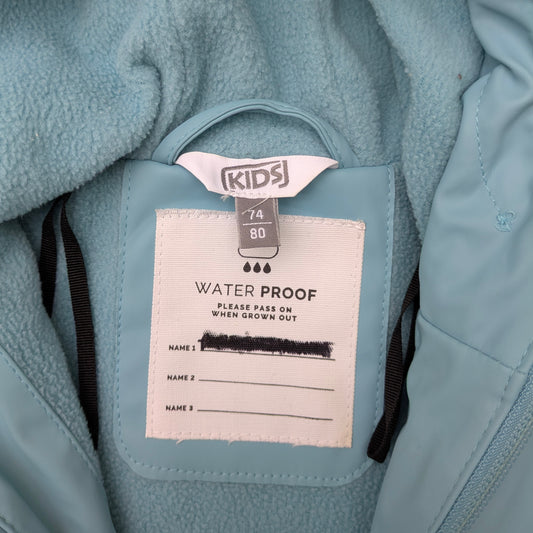 KIDS
74
80
WATER PROOF
PLEASE PASS ON
WHEN GROWN OUT
NAME 1
NAME 2
NAME 3